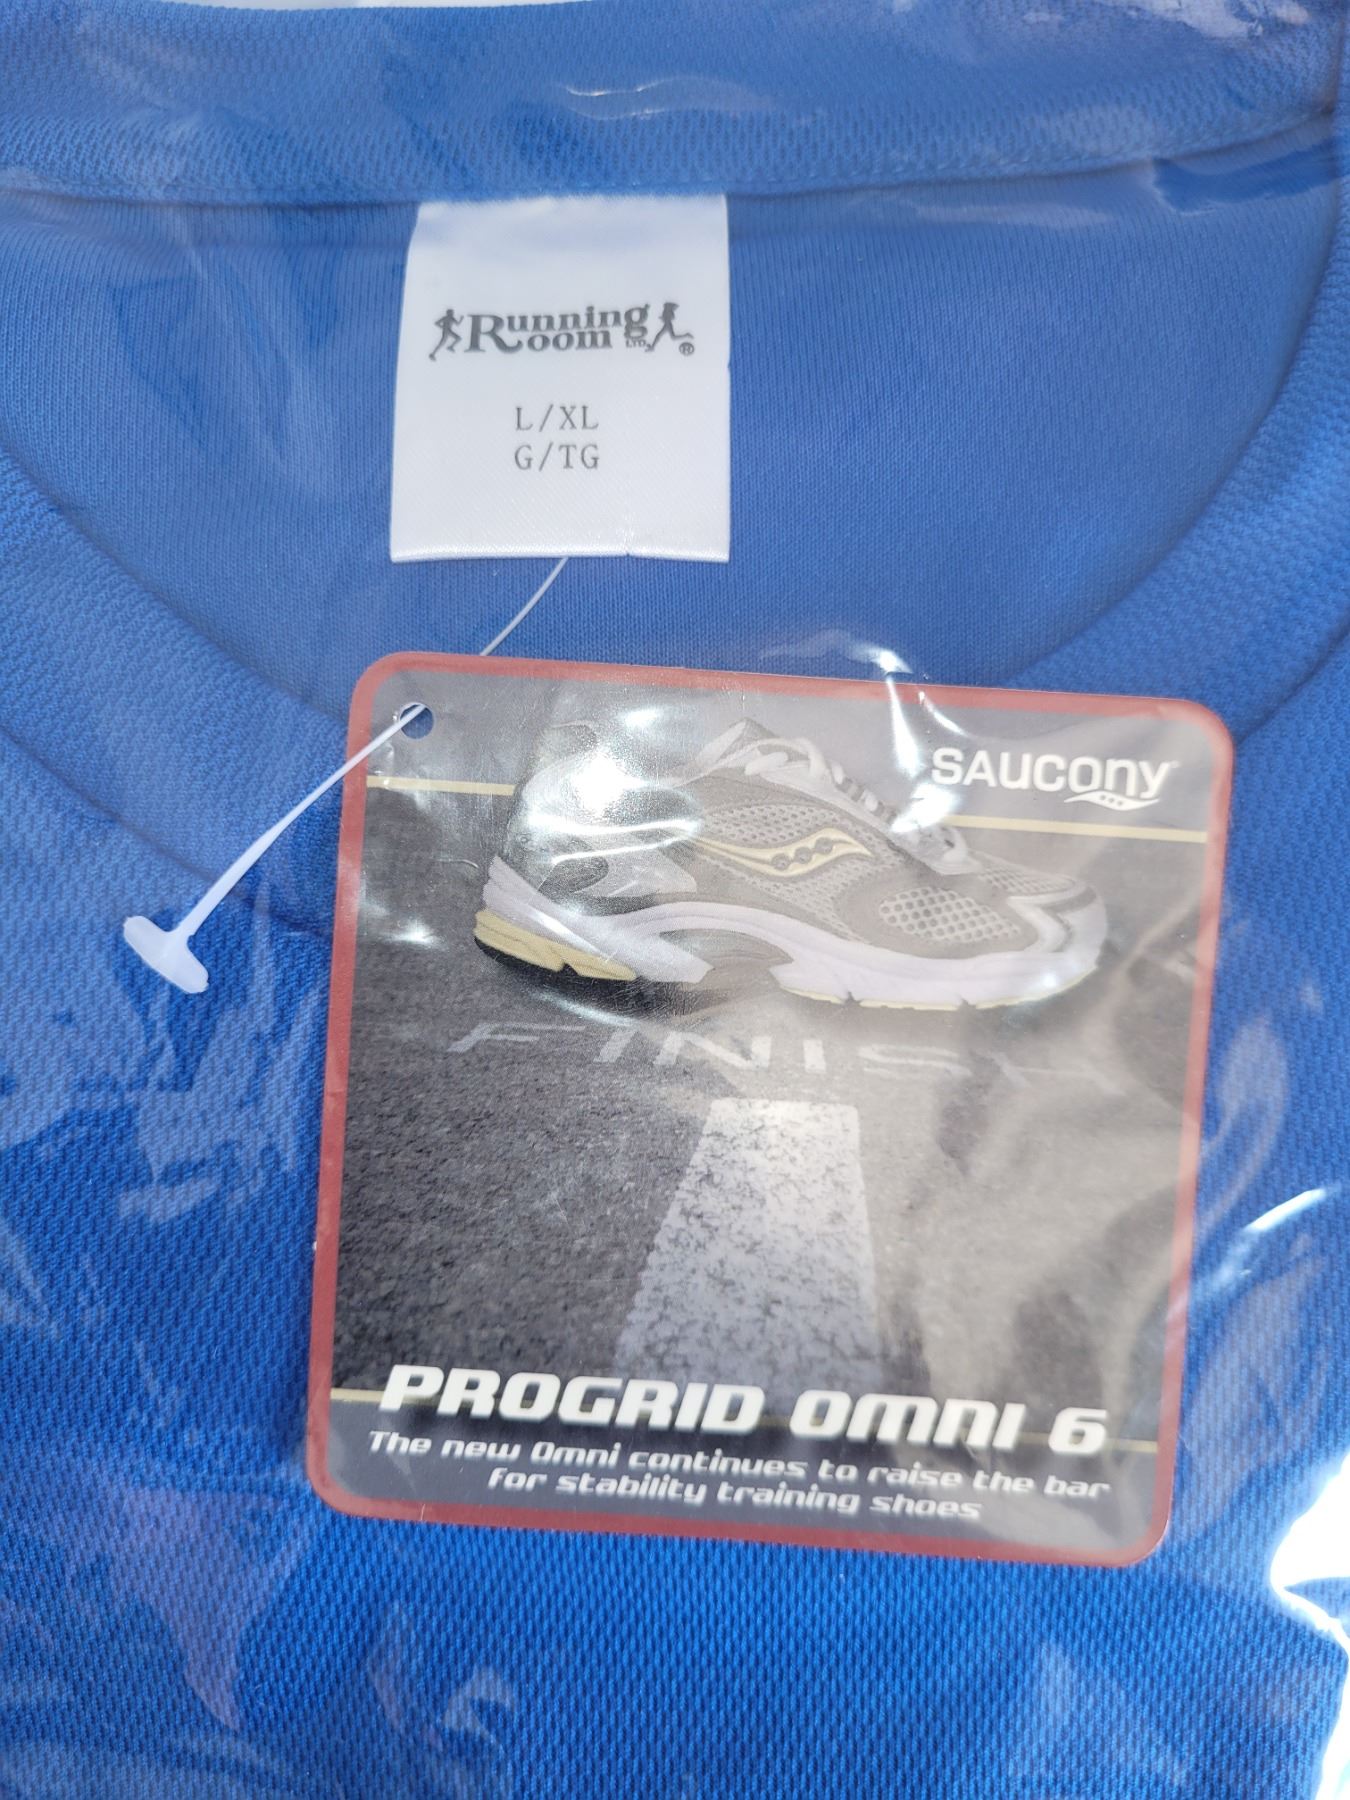 Running
Room LTD. ®
L/XL
G/TG
saucony
FINISH
PROGRID OMNI 6
The new Omni continues to raise the bar
for stability training shoes